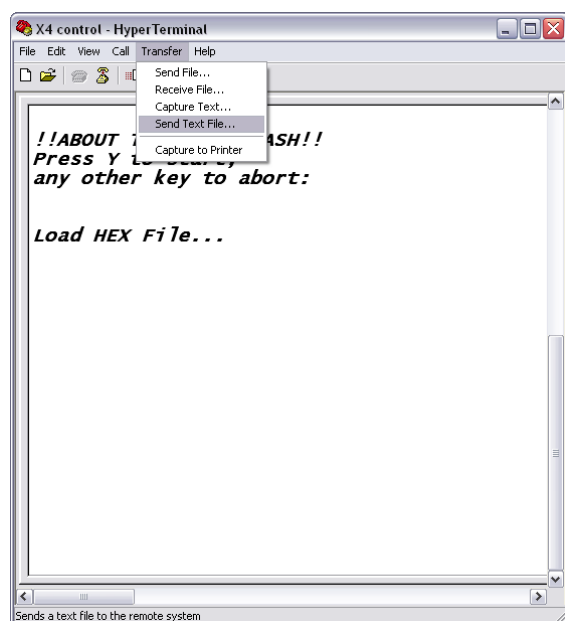 X4 control - HyperTerminal
File Edit View Call Transfer Help
Send File...
Receive File...
Capture Text...
Send Text File...
Capture to Printer
!!ABOUT T ASH!!
Press Y to Start,
any other key to abort:
Load HEX File...
Sends a text file to the remote system